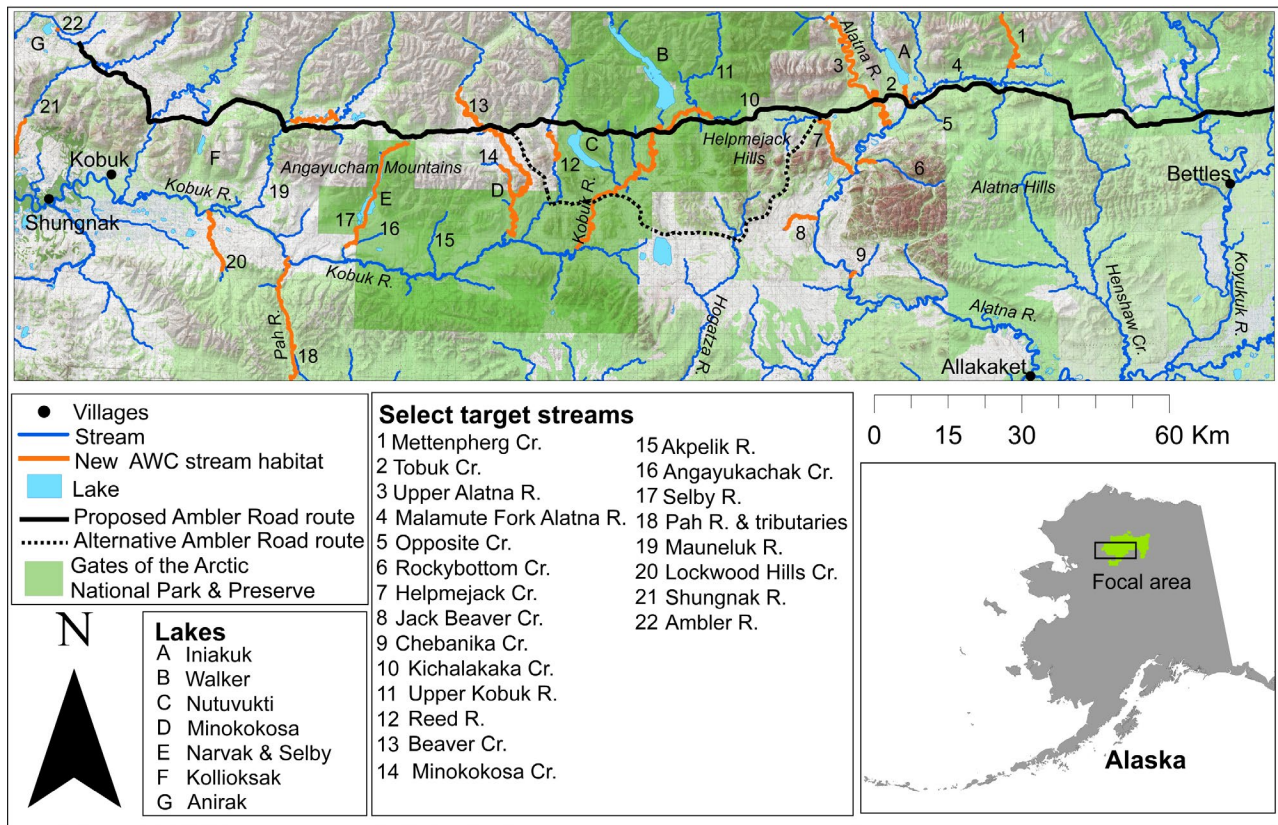 22
G
1
Alatna R.
A
B
3
4
11
2
21
13
10
5
Kobuk
F
Angayucham Mountains
14
12
C
Helpmejack
Hills
7
6
Kobuk R.
19
D
E
Alatna Hills
Bettles
Shungnak
17
16
Kobuk R.
8
20
15
9
Kobuk R.
Pah R.
Hogatza R.
Alatna R.
Henshaw Cr.
Koyukuk R.
18
Allakaket
Villages
Stream
New AWC stream habitat
Lake
Proposed Ambler Road route
Alternative Ambler Road route
Gates of the Arctic
National Park & Preserve
N
Lakes
A Iniakuk
B Walker
C Nutuvukti
D Minokokosa
E Narvak & Selby
F Kollioksak
G Anirak
Select target streams
1 Mettenpherg Cr.
2 Tobuk Cr.
3 Upper Alatna R.
4 Malamute Fork Alatna R.
5 Opposite Cr.
6 Rockybottom Cr.
7 Helpmejack Cr.
8 Jack Beaver Cr.
9 Chebanika Cr.
10 Kichalakaka Cr.
11 Upper Kobuk R.
12 Reed R.
13 Beaver Cr.
14 Minokokosa Cr.
15 Akpelik R.
16 Angayukachak Cr.
17 Selby R.
18 Pah R. & tributaries
19 Mauneluk R.
20 Lockwood Hills Cr.
21 Shungnak R.
22 Ambler R.
0 15 30 60 Km
Focal area
Alaska